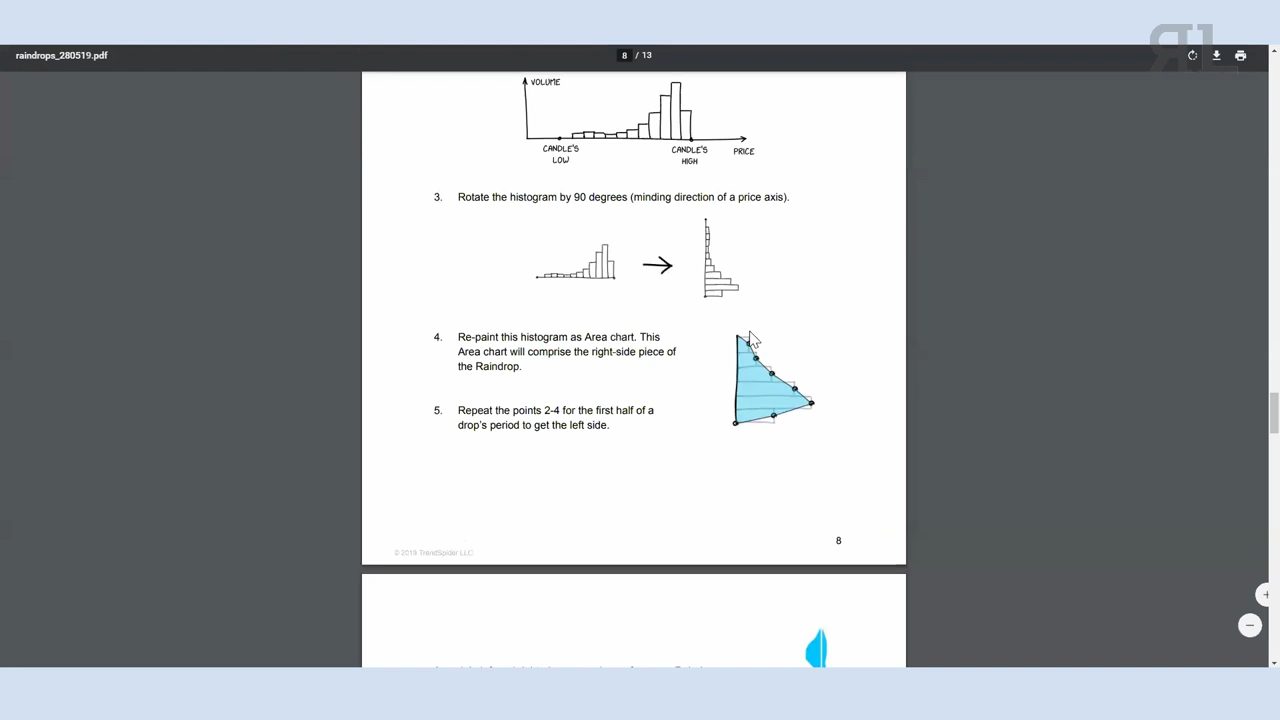 raindrops_280519.pdf
8 / 13
VOLUME
CANDLE'S
LOW
CANDLE'S
HIGH
PRICE
3. Rotate the histogram by 90 degrees (minding direction of a price axis).
4. Re-paint this histogram as Area chart. This
Area chart will comprise the right-side piece of
the Raindrop.
5. Repeat the points 2-4 for the first half of a
drop's period to get the left side.
8
© 2019 TrendSpider LLC